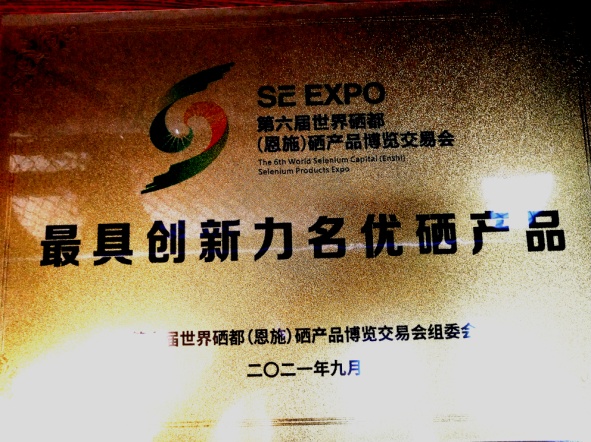 SE EXPO
第六届世界硒都
(恩施)硒产品博览交易会
The 6th World Selenium Capital (Enshi)
Selenium Products Expo
最具创新力名优硒产品
届世界硒都(恩施)硒产品博览交易会组委会
二〇二一年九月